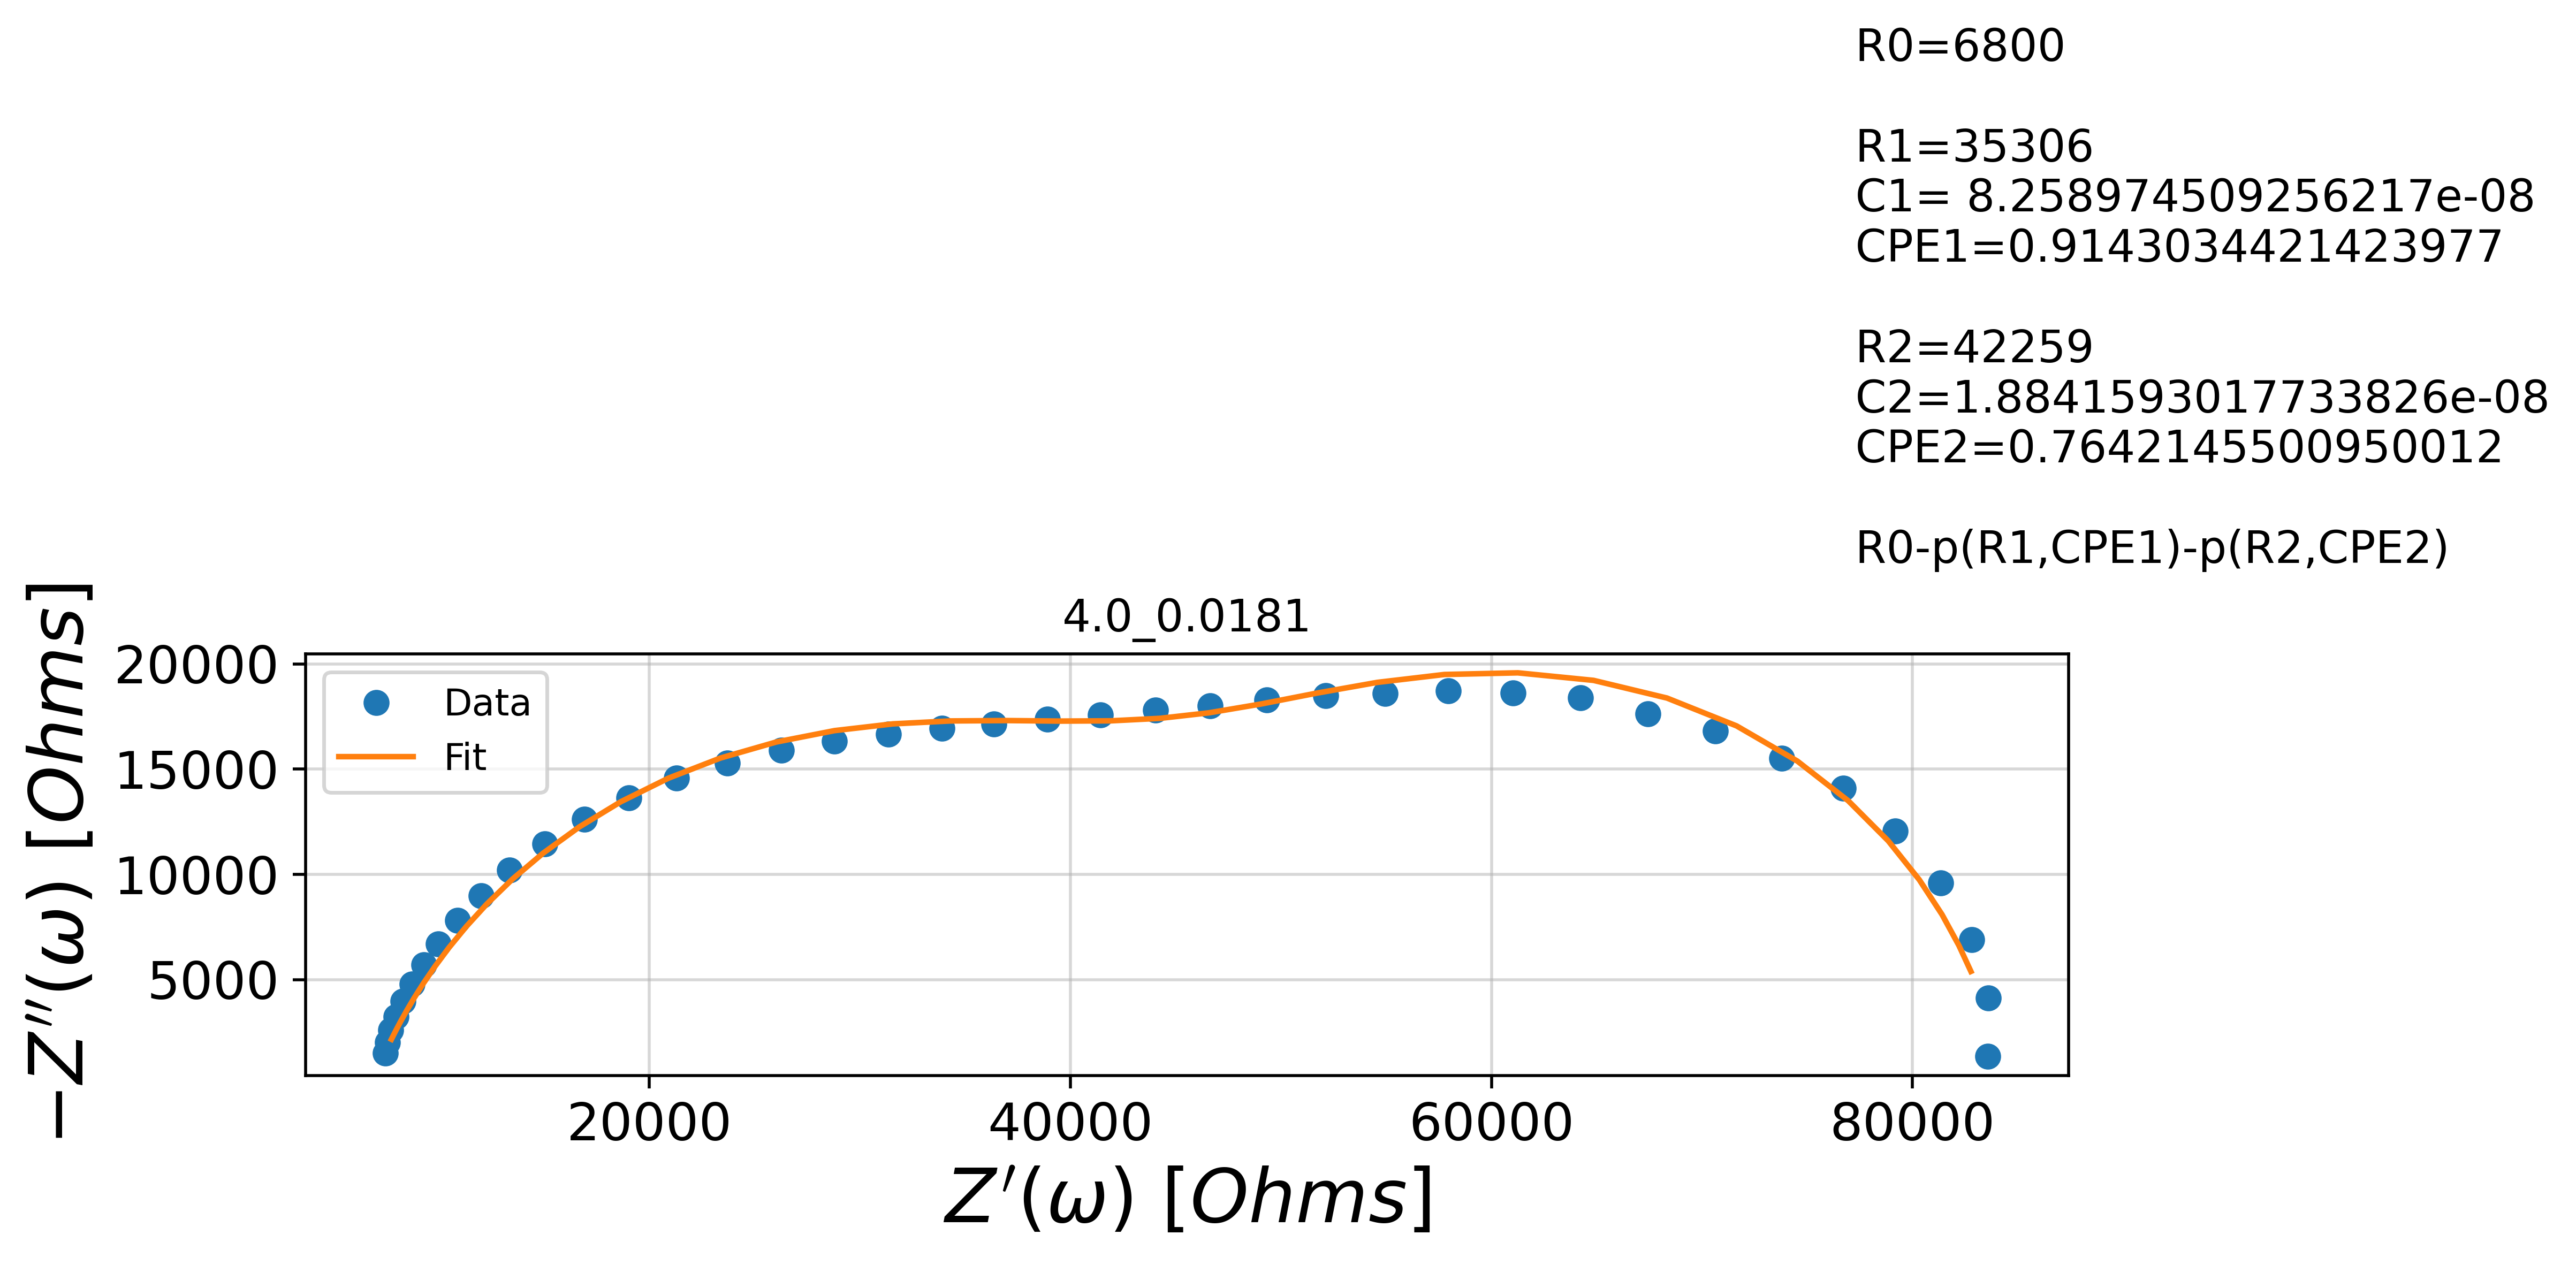 R0=6800
R1=35306
C1= 8.258974509256217e-08
CPE1=0.9143034421423977
R2=42259
C2=1.8841593017733826e-08
CPE2=0.7642145500950012
R0-p(R1,CPE1)-p(R2,CPE2)
4.0_0.0181
20000
15000
10000
5000
−Z′′(ω) [Ohms]
Data
Fit
20000 40000 60000 80000
Z′(ω) [Ohms]